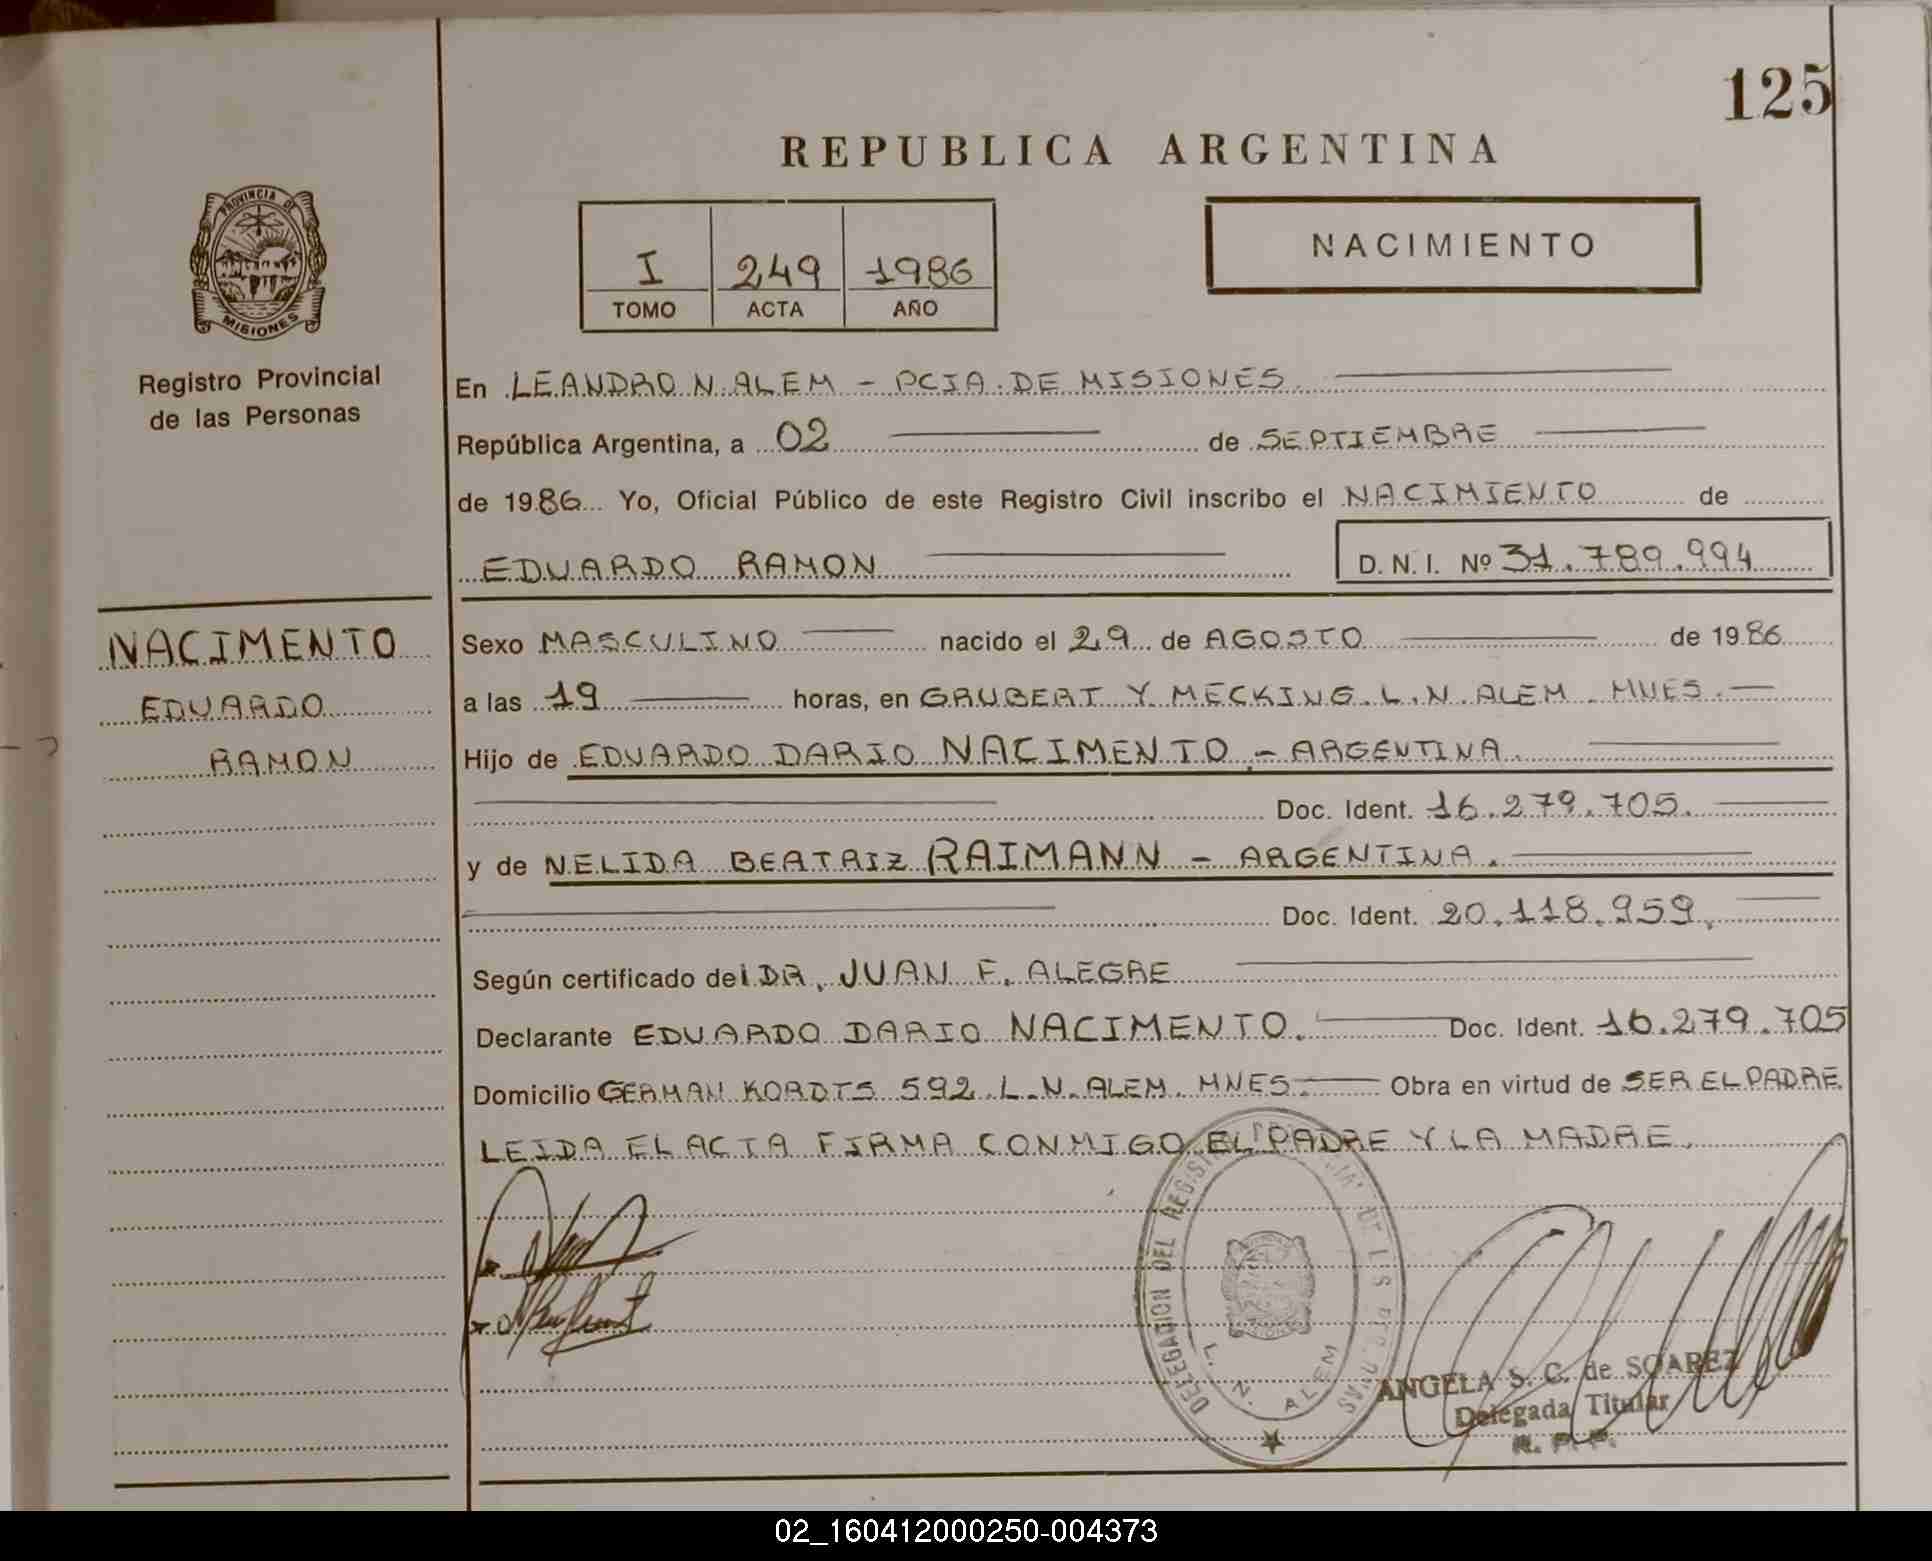 125
REPUBLICA ARGENTINA
PROVINCIA DE
MISIONES
Registro Provincial
de las Personas
I 249 1986
TOMO ACTA AÑO
NACIMIENTO
En LEANDRO N. ALEM - PCIA. DE MISIONES.
República Argentina, a 02 de SEPTIEMBRE
de 1986 Yo, Oficial Público de este Registro Civil inscribo el NACIMIENTO de
EDUARDO RAMON D. N. I. Nº 31.789.994
NACIMENTO
EDUARDO
RAMON
Sexo MASCULINO nacido el 29 de AGOSTO de 1986
a las 19 horas, en GRUBERT Y MECKING. L.N. ALEM. MNES.
Hijo de EDUARDO DARIO NACIMENTO - ARGENTINA.
Doc. Ident. 16.279.705.
y de NELIDA BEATRIZ RAIMANN - ARGENTINA.
Doc. Ident. 20.118.959.
Según certificado del DR. JUAN F. ALEGRE
Declarante EDUARDO DARIO NACIMENTO. Doc. Ident. 16.279.705
Domicilio GERMAN KORDTS 592. L.N. ALEM. MNES. Obra en virtud de SER EL PADRE.
LEIDA EL ACTA FIRMA CONMIGO EL PADRE Y LA MADRE.
DELEGACION DEL REGISTRO
L. N. ALEM
ANGELA S. C. de SOAREZ
Delegada Titular
R. P. P.
02_160412000250-004373